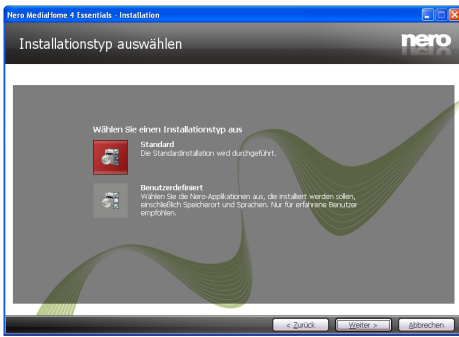 Nero MediaHome 4 Essentials - Installation
Installationstyp auswählen
nero
Wählen Sie einen Installationstyp aus
Standard
Die Standardinstallation wird durchgeführt.
Benutzerdefiniert
Wählen Sie die Nero-Applikationen aus, die installiert werden sollen,
einschließlich Speicherort und Sprachen. Nur für erfahrene Benutzer
empfohlen.
< Zurück
Weiter >
Abbrechen